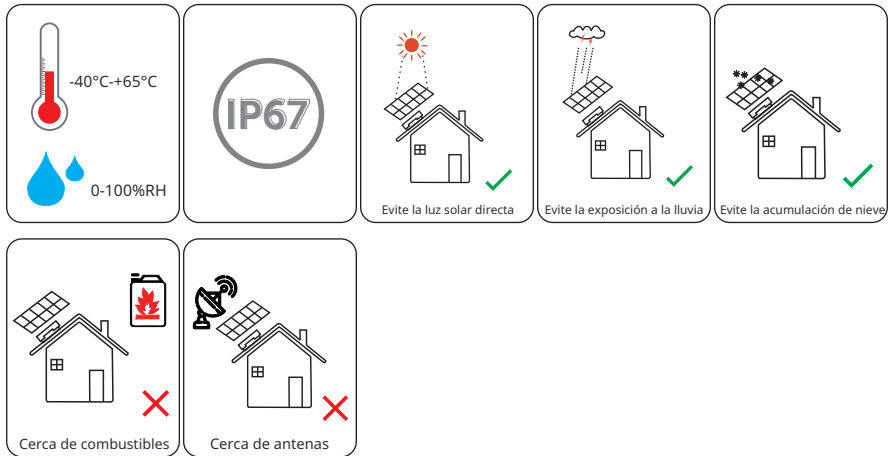 -40°C-+65°C
0-100%RH
IP67
Evite la luz solar directa
Evite la exposición a la lluvia
Evite la acumulación de nieve
Cerca de combustibles
Cerca de antenas